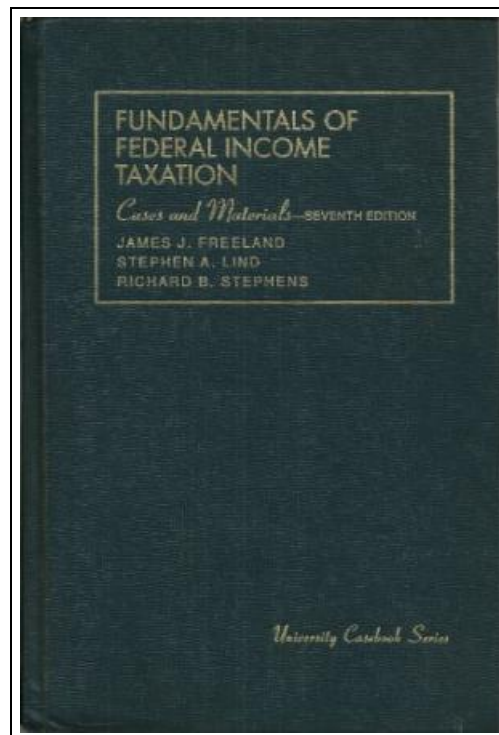 FUNDAMENTALS OF
FEDERAL INCOME
TAXATION
Cases and Materials—SEVENTH EDITION
JAMES J. FREELAND
STEPHEN A. LIND
RICHARD B. STEPHENS
University Casebook Series